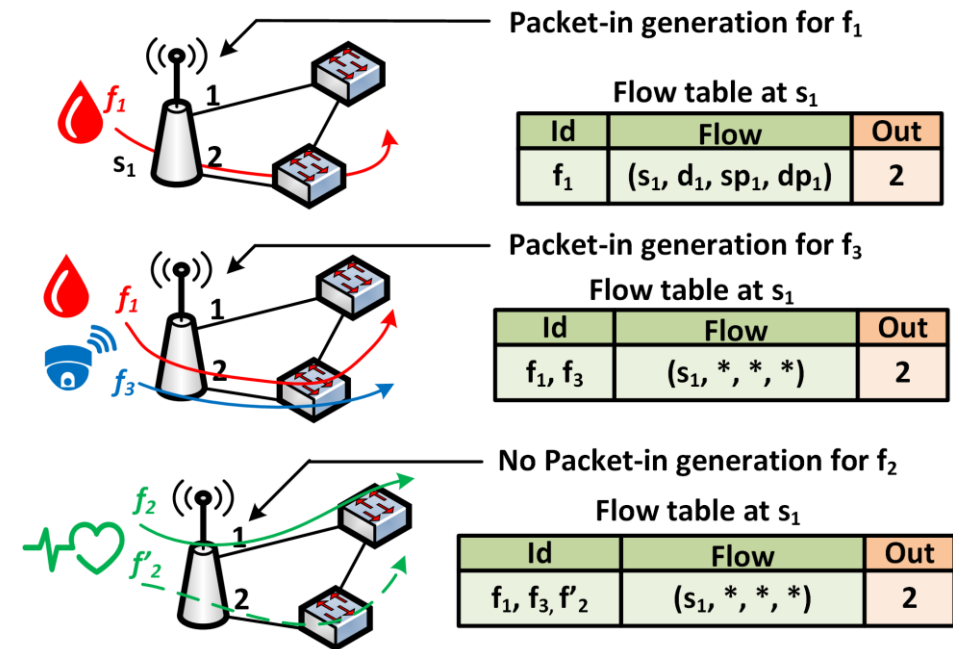 Packet-in generation for f₁
f₁
1
s₁
2
Flow table at s₁
Id Flow Out
f₁ (s₁, d₁, sp₁, dp₁) 2
Packet-in generation for f₃
f₁
1
2
f₃
Flow table at s₁
Id Flow Out
f₁, f₃ (s₁, *, *, *) 2
No Packet-in generation for f₂
f₂
1
f'₂
2
Flow table at s₁
Id Flow Out
f₁, f₃, f'₂ (s₁, *, *, *) 2